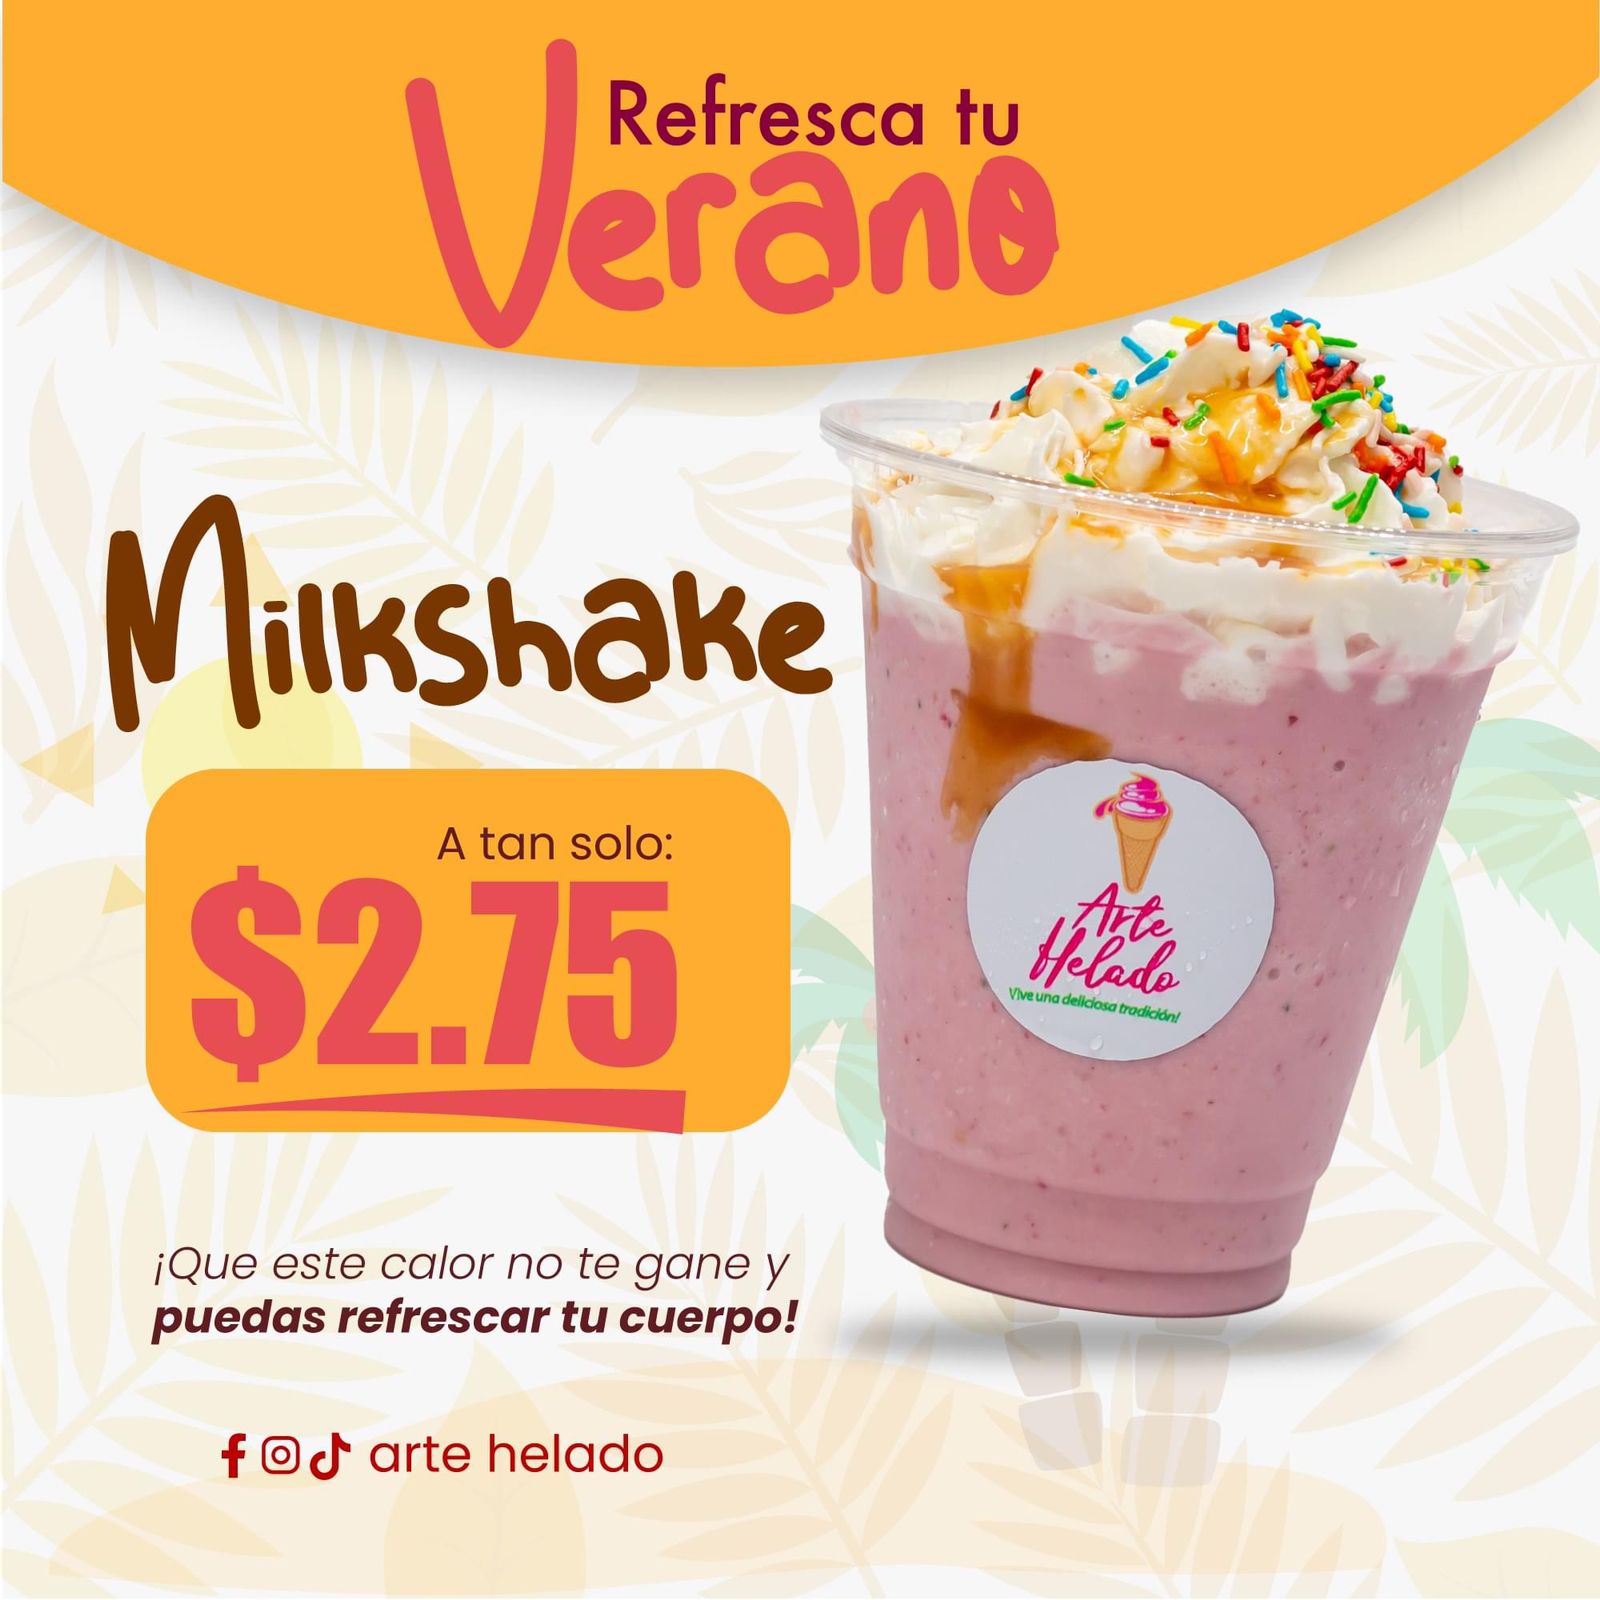 Refresca tu
Verano
Milkshake
A tan solo:
$2.75
Arte
Helado
Vive una deliciosa tradición!
¡Que este calor no te gane y
puedas refrescar tu cuerpo!
arte helado